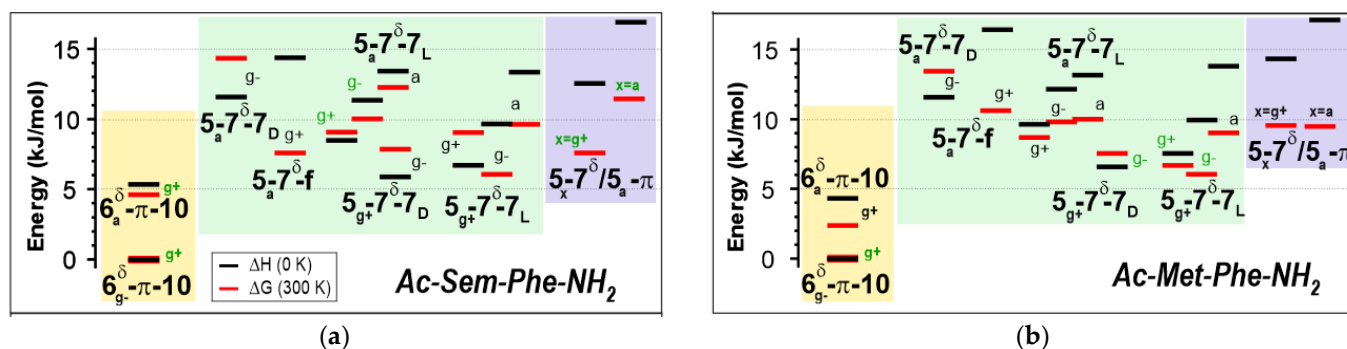 Energy (kJ/mol)
15
10
5
0
g+
6aδ-π-10
g+
6g-δ-π-10
g-
5a-7δ-7D
g+
5a-7δ-f
5a-7δ-7L
g-
a
g+
g-
5g+-7δ-7D
a
g+
g-
5g+-7δ-7L
x=a
x=g+
5x-7δ/5a-π
ΔH (0 K)
ΔG (300 K)
Ac-Sem-Phe-NH2
(a)
Energy (kJ/mol)
15
10
5
0
6aδ-π-10
g+
g+
6g-δ-π-10
5a-7δ-7D
g-
g+
5a-7δ-f
5a-7δ-7L
g-
a
g+
g-
5g+-7δ-7D
a
g+
g-
5g+-7δ-7L
x=g+
x=a
5x-7δ/5a-π
Ac-Met-Phe-NH2
(b)